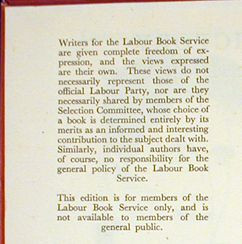 Writers for the Labour Book Service
are given complete freedom of ex-
pression, and the views expressed
are their own. These views do not
necessarily represent those of the
official Labour Party, nor are they
necessarily shared by members of the
Selection Committee, whose choice of
a book is determined entirely by its
merits as an informed and interesting
contribution to the subject dealt with.
Similarly, individual authors have,
of course, no responsibility for the
general policy of the Labour Book
Service.
This edition is for members of the
Labour Book Service only, and is
not available to members of the
general public.